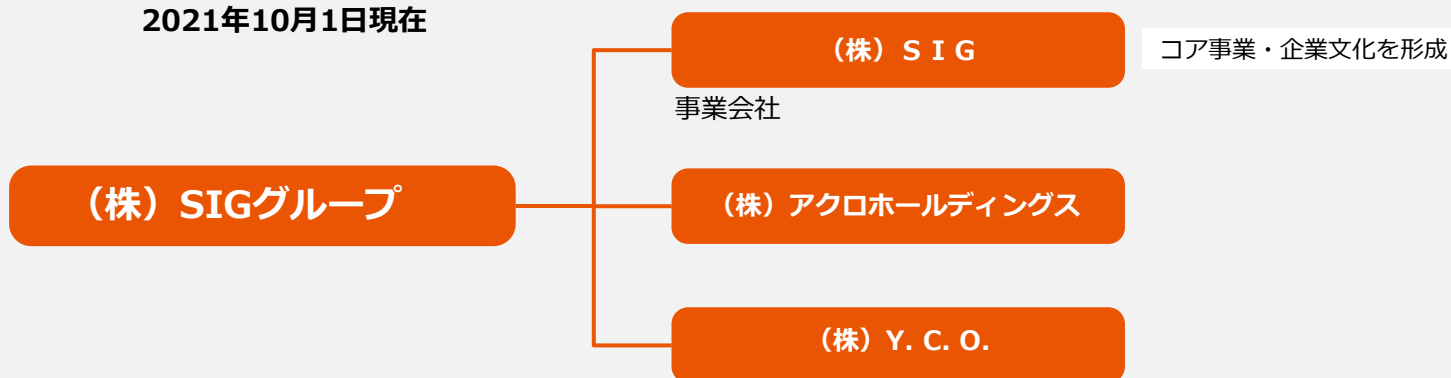 2021年10月1日現在
（株）ＳＩＧ
コア事業・企業文化を形成
事業会社
（株）SIGグループ
（株）アクロホールディングス
（株）Y. C. O.